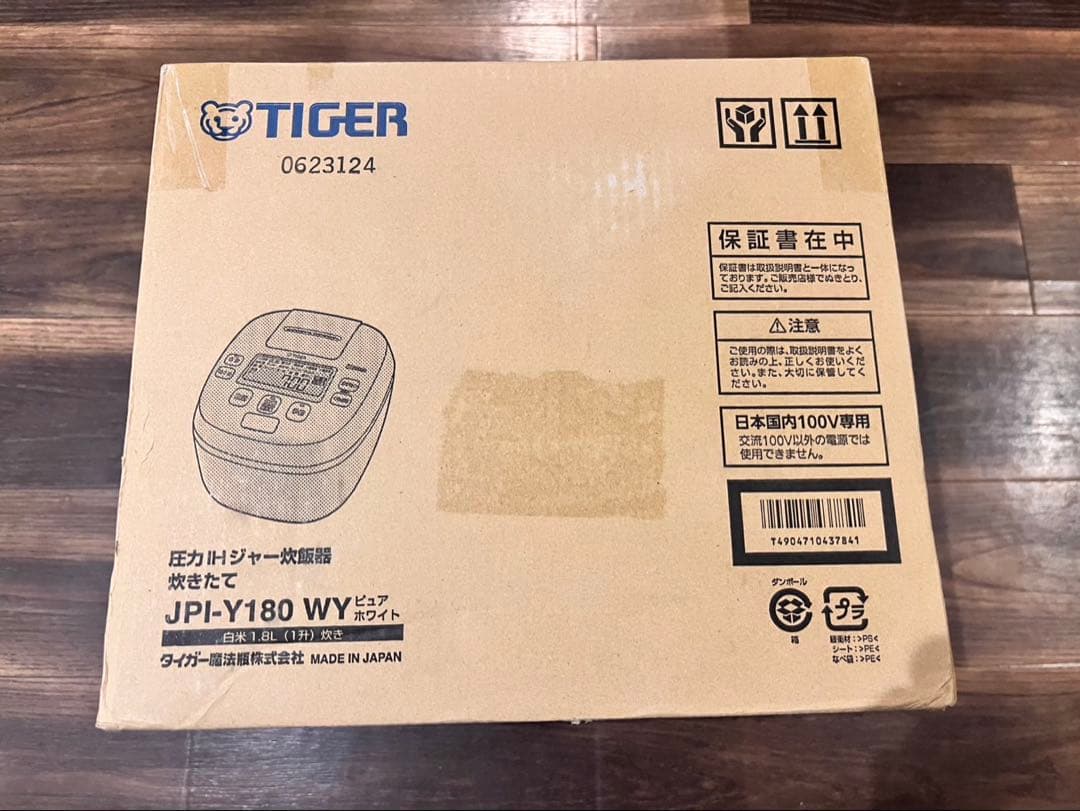 TIGER
0623124
保証書在中
保証書は取扱説明書と一体になっ
ております。ご販売店様でぬきとり、
ご記入ください。
⚠注意
ご使用の際は、取扱説明書をよく
お読みの上、正しくお使いくだ
さい。また、大切に保管してく
ださい。
日本国内100V専用
交流100V以外の電源では
使用できません。
T4904710437841
ダンボール
箱
プラ
緩衝材:>PS<
シート:>PE<
なべ袋:>PE<
TIGER
7:00
圧力IHジャー炊飯器
炊きたて
JPI-Y180 WY ピュア
ホワイト
白米 1.8L(1升)炊き
タイガー魔法瓶株式会社 MADE IN JAPAN